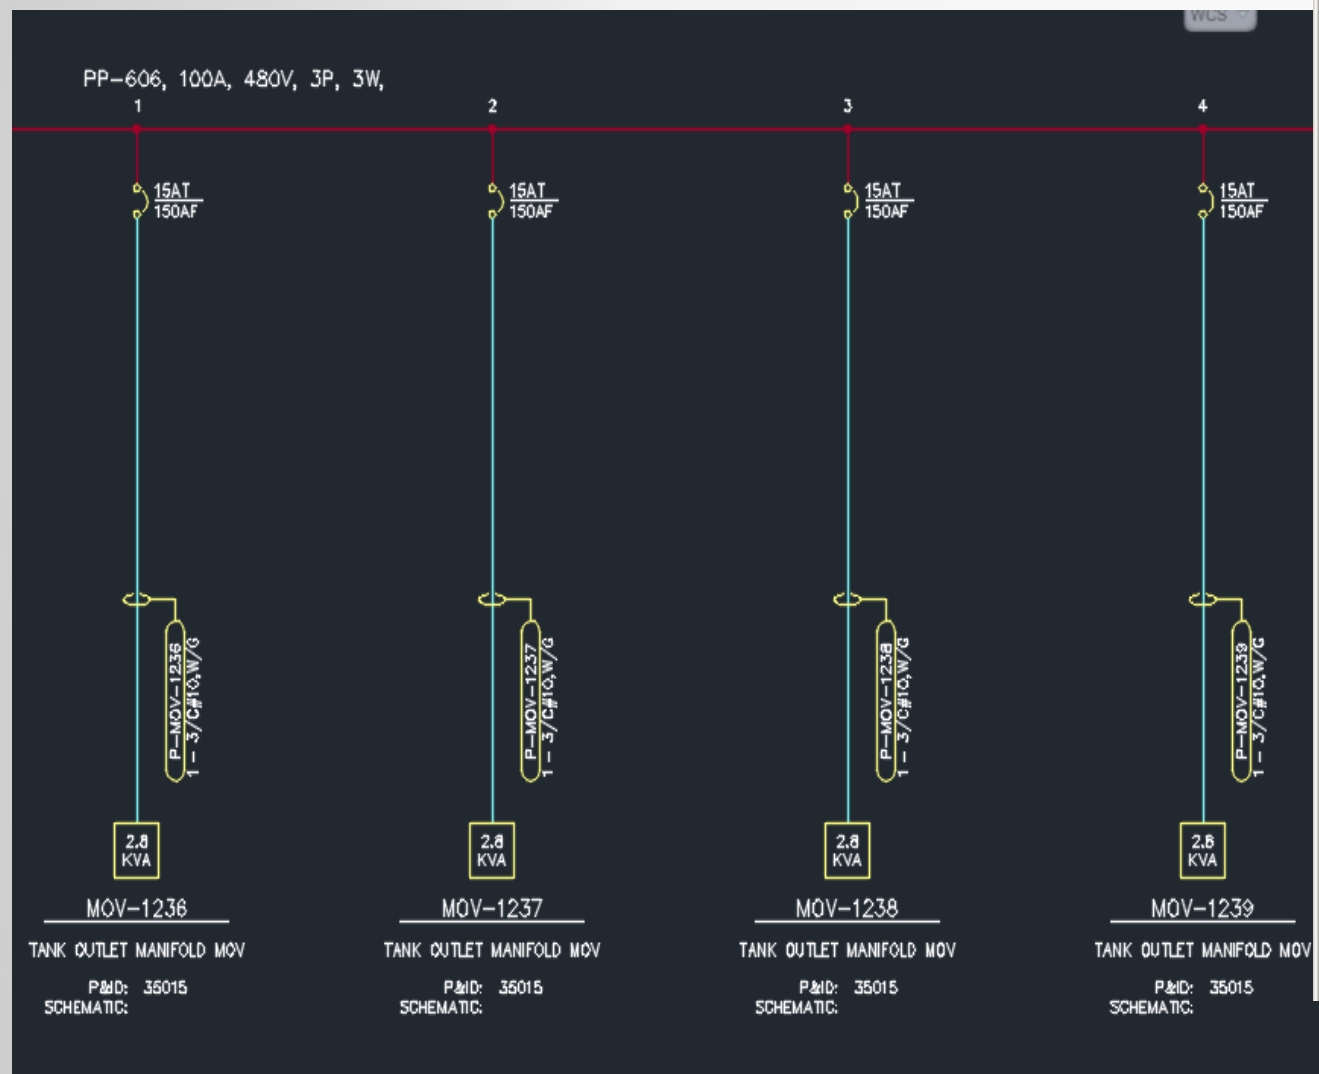 WCS
PP-606, 100A, 480V, 3P, 3W,
1 2 3 4
15AT 15AT 15AT 15AT
150AF 150AF 150AF 150AF
P-MOV-1236
1 - 3/C#10,W/G
P-MOV-1237
1 - 3/C#10,W/G
P-MOV-1238
1 - 3/C#10,W/G
P-MOV-1239
1 - 3/C#10,W/G
2.8 2.8 2.8 2.8
KVA KVA KVA KVA
MOV-1236 MOV-1237 MOV-1238 MOV-1239
TANK OUTLET MANIFOLD MOV TANK OUTLET MANIFOLD MOV TANK OUTLET MANIFOLD MOV TANK OUTLET MANIFOLD MOV
P&ID: 35015 P&ID: 35015 P&ID: 35015 P&ID: 35015
SCHEMATIC: SCHEMATIC: SCHEMATIC: SCHEMATIC: